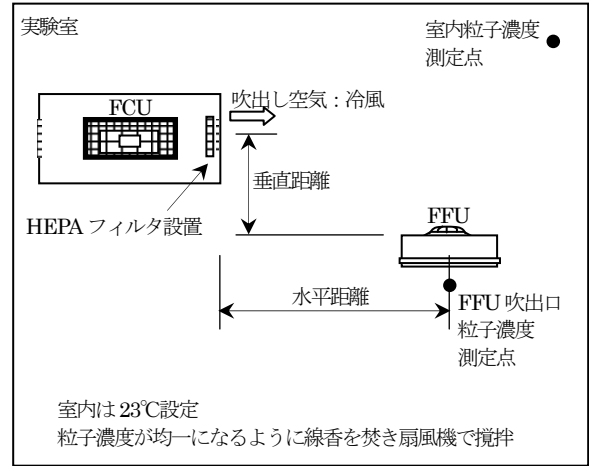 実験室
室内粒子濃度
測定点
FCU
吹出し空気：冷風
垂直距離
HEPAフィルタ設置
FFU
水平距離
FFU吹出口
粒子濃度
測定点
室内は23℃設定
粒子濃度が均一になるように線香を焚き扇風機で攪拌